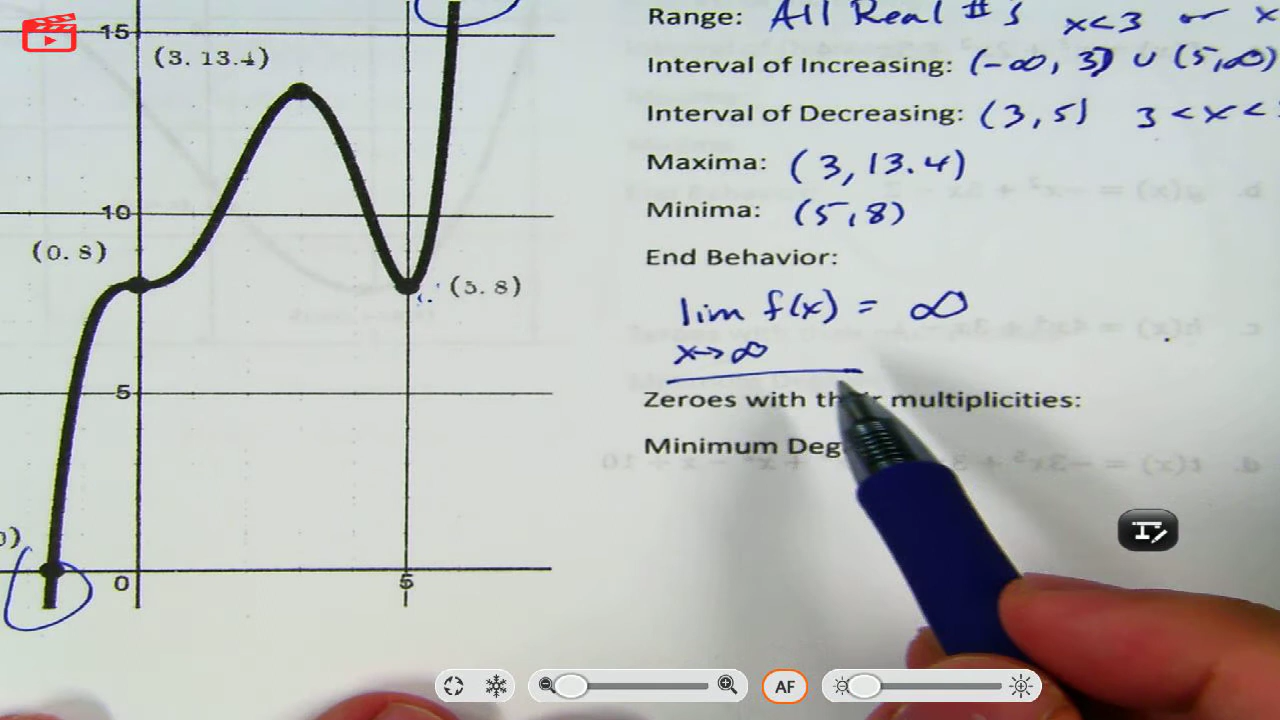 15
(3. 13.4)
10
(0. 8)
(5. 8)
5
0)
0
5
Range: All Real #s x<3 or x
Interval of Increasing: (-∞, 3) ∪ (5,∞)
Interval of Decreasing: (3,5) 3 < x <
Maxima: (3,13.4)
Minima: (5,8)
End Behavior:
lim f(x) = ∞
x→∞
Zeroes with their multiplicities:
Minimum Deg
AF